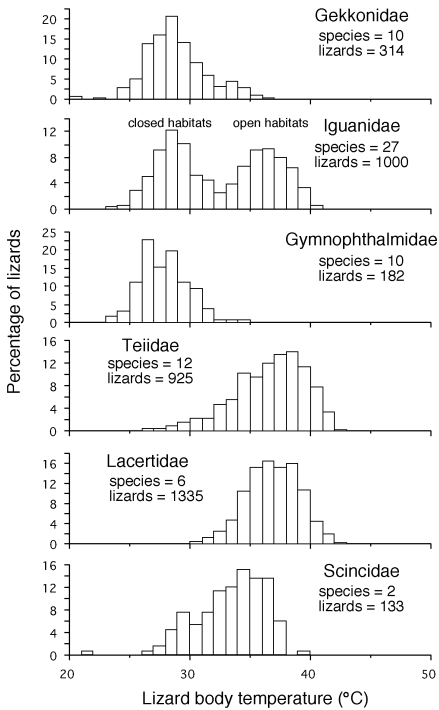 Gekkonidae
species = 10
lizards = 314
20
15
10
5
0
closed habitats
open habitats
Iguanidae
species = 27
lizards = 1000
12
8
4
0
Gymnophthalmidae
species = 10
lizards = 182
25
20
15
10
5
0
Percentage of lizards
Teiidae
species = 12
lizards = 925
16
12
8
4
0
Lacertidae
species = 6
lizards = 1335
16
12
8
4
0
Scincidae
species = 2
lizards = 133
16
12
8
4
0
20 30 40 50
Lizard body temperature (°C)